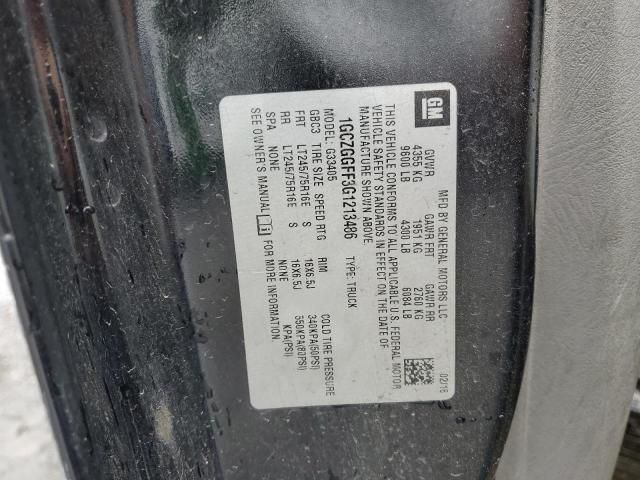 GM
MFD BY GENERAL MOTORS LLC 02/16
GVWR GAWR FRT GAWR RR
4355 KG 1951 KG 2760 KG
9600 LB 4300 LB 6084 LB
THIS VEHICLE CONFORMS TO ALL APPLICABLE U.S. FEDERAL MOTOR
VEHICLE SAFETY STANDARDS IN EFFECT ON THE DATE OF
MANUFACTURE SHOWN ABOVE.
1GCZGGFF3G1213486 TYPE: TRUCK
MODEL: G33405
GBC3 TIRE SIZE SPEED RTG RIM COLD TIRE PRESSURE
FRT LT245/75R16E S 16X6.5J 340KPA(50PSI)
RR LT245/75R16E S 16X6.5J 550KPA(80PSI)
SPA NONE NONE KPA(PSI)
SEE OWNER'S MANUAL i FOR MORE INFORMATION.